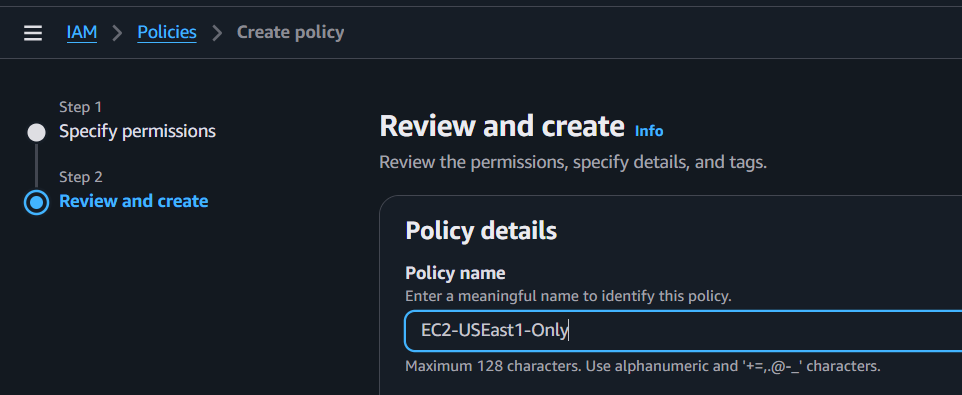 IAM > Policies > Create policy
Step 1
Specify permissions
Step 2
Review and create
Review and create Info
Review the permissions, specify details, and tags.
Policy details
Policy name
Enter a meaningful name to identify this policy.
EC2-USEast1-Only
Maximum 128 characters. Use alphanumeric and '+=,.@-_' characters.